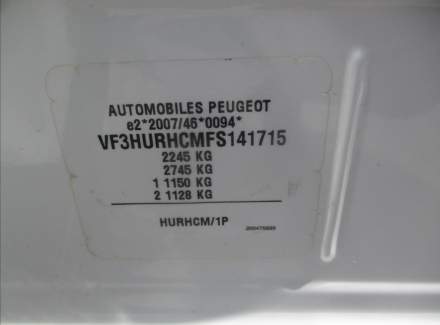 AUTOMOBILES PEUGEOT
e2*2007/46*0094*
VF3HURHCMFS141715
2245 KG
2745 KG
1 1150 KG
2 1128 KG
HURHCM/1P